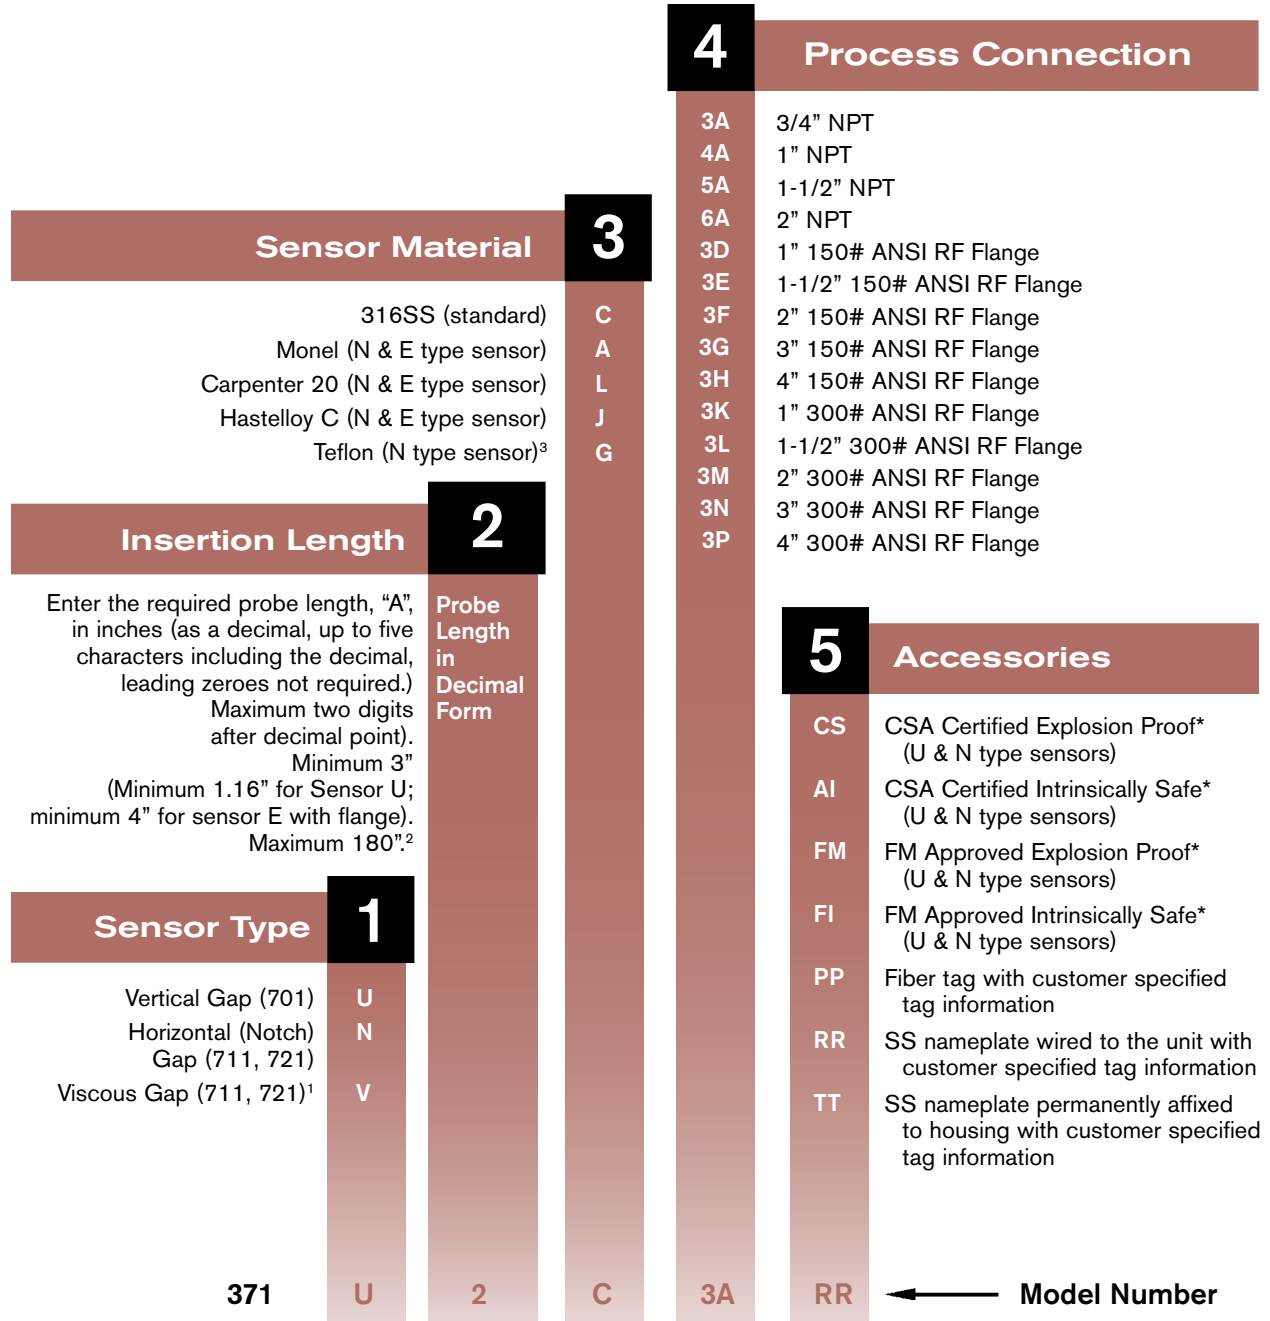 4 Process Connection
3A 3/4” NPT
4A 1” NPT
5A 1-1/2” NPT
6A 2” NPT
3D 1” 150# ANSI RF Flange
3E 1-1/2” 150# ANSI RF Flange
3F 2” 150# ANSI RF Flange
3G 3” 150# ANSI RF Flange
3H 4” 150# ANSI RF Flange
3K 1” 300# ANSI RF Flange
3L 1-1/2” 300# ANSI RF Flange
3M 2” 300# ANSI RF Flange
3N 3” 300# ANSI RF Flange
3P 4” 300# ANSI RF Flange
Sensor Material 3
316SS (standard) C
Monel (N & E type sensor) A
Carpenter 20 (N & E type sensor) L
Hastelloy C (N & E type sensor) J
Teflon (N type sensor)³ G
Insertion Length 2
Enter the required probe length, “A”,
in inches (as a decimal, up to five
characters including the decimal,
leading zeroes not required.)
Maximum two digits
after decimal point).
Minimum 3”
(Minimum 1.16” for Sensor U;
minimum 4” for sensor E with flange).
Maximum 180”.²
Probe
Length
in
Decimal
Form
5 Accessories
CS CSA Certified Explosion Proof*
(U & N type sensors)
AI CSA Certified Intrinsically Safe*
(U & N type sensors)
FM FM Approved Explosion Proof*
(U & N type sensors)
FI FM Approved Intrinsically Safe*
(U & N type sensors)
PP Fiber tag with customer specified
tag information
RR SS nameplate wired to the unit with
customer specified tag information
TT SS nameplate permanently affixed
to housing with customer specified
tag information
Sensor Type 1
Vertical Gap (701) U
Horizontal (Notch) N
Gap (711, 721)
Viscous Gap (711, 721)¹ V
371 U 2 C 3A RR Model Number